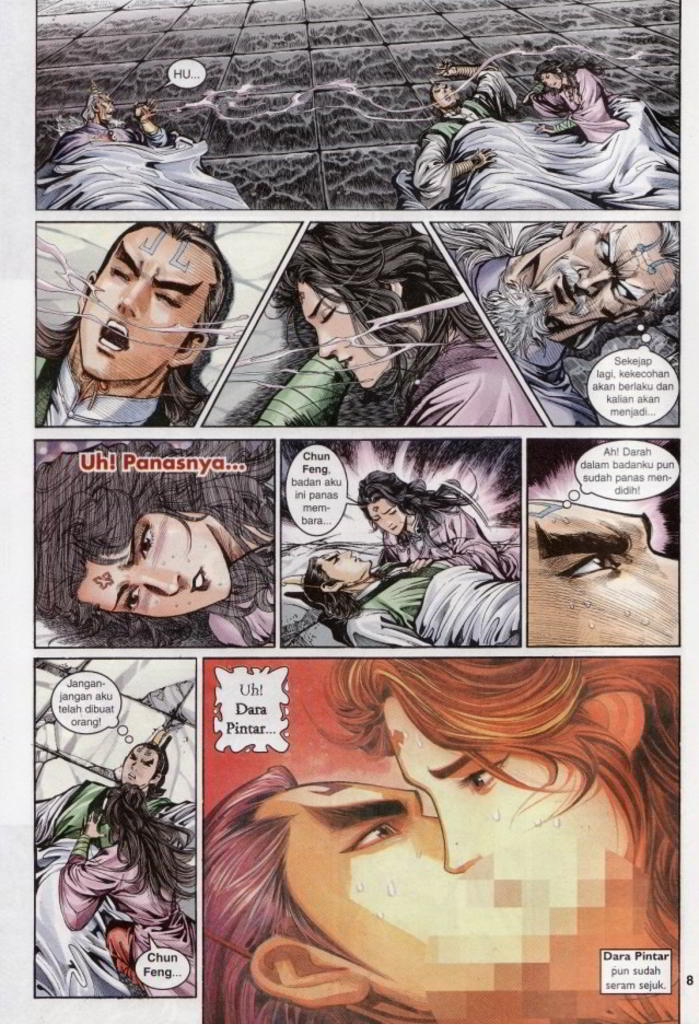 HU...
Sekejap
lagi, kekecohan
akan berlaku dan
kalian akan
menjadi...
Uh! Panasnya...
Chun
Feng,
badan aku
ini panas
mem-
bara...
Ah! Darah
dalam badanku pun
sudah panas men-
didih!
Jangan-
jangan aku
telah dibuat
orang!
Chun
Feng...
Uh!
Dara
Pintar...
Dara Pintar
pun sudah
seram sejuk.
8